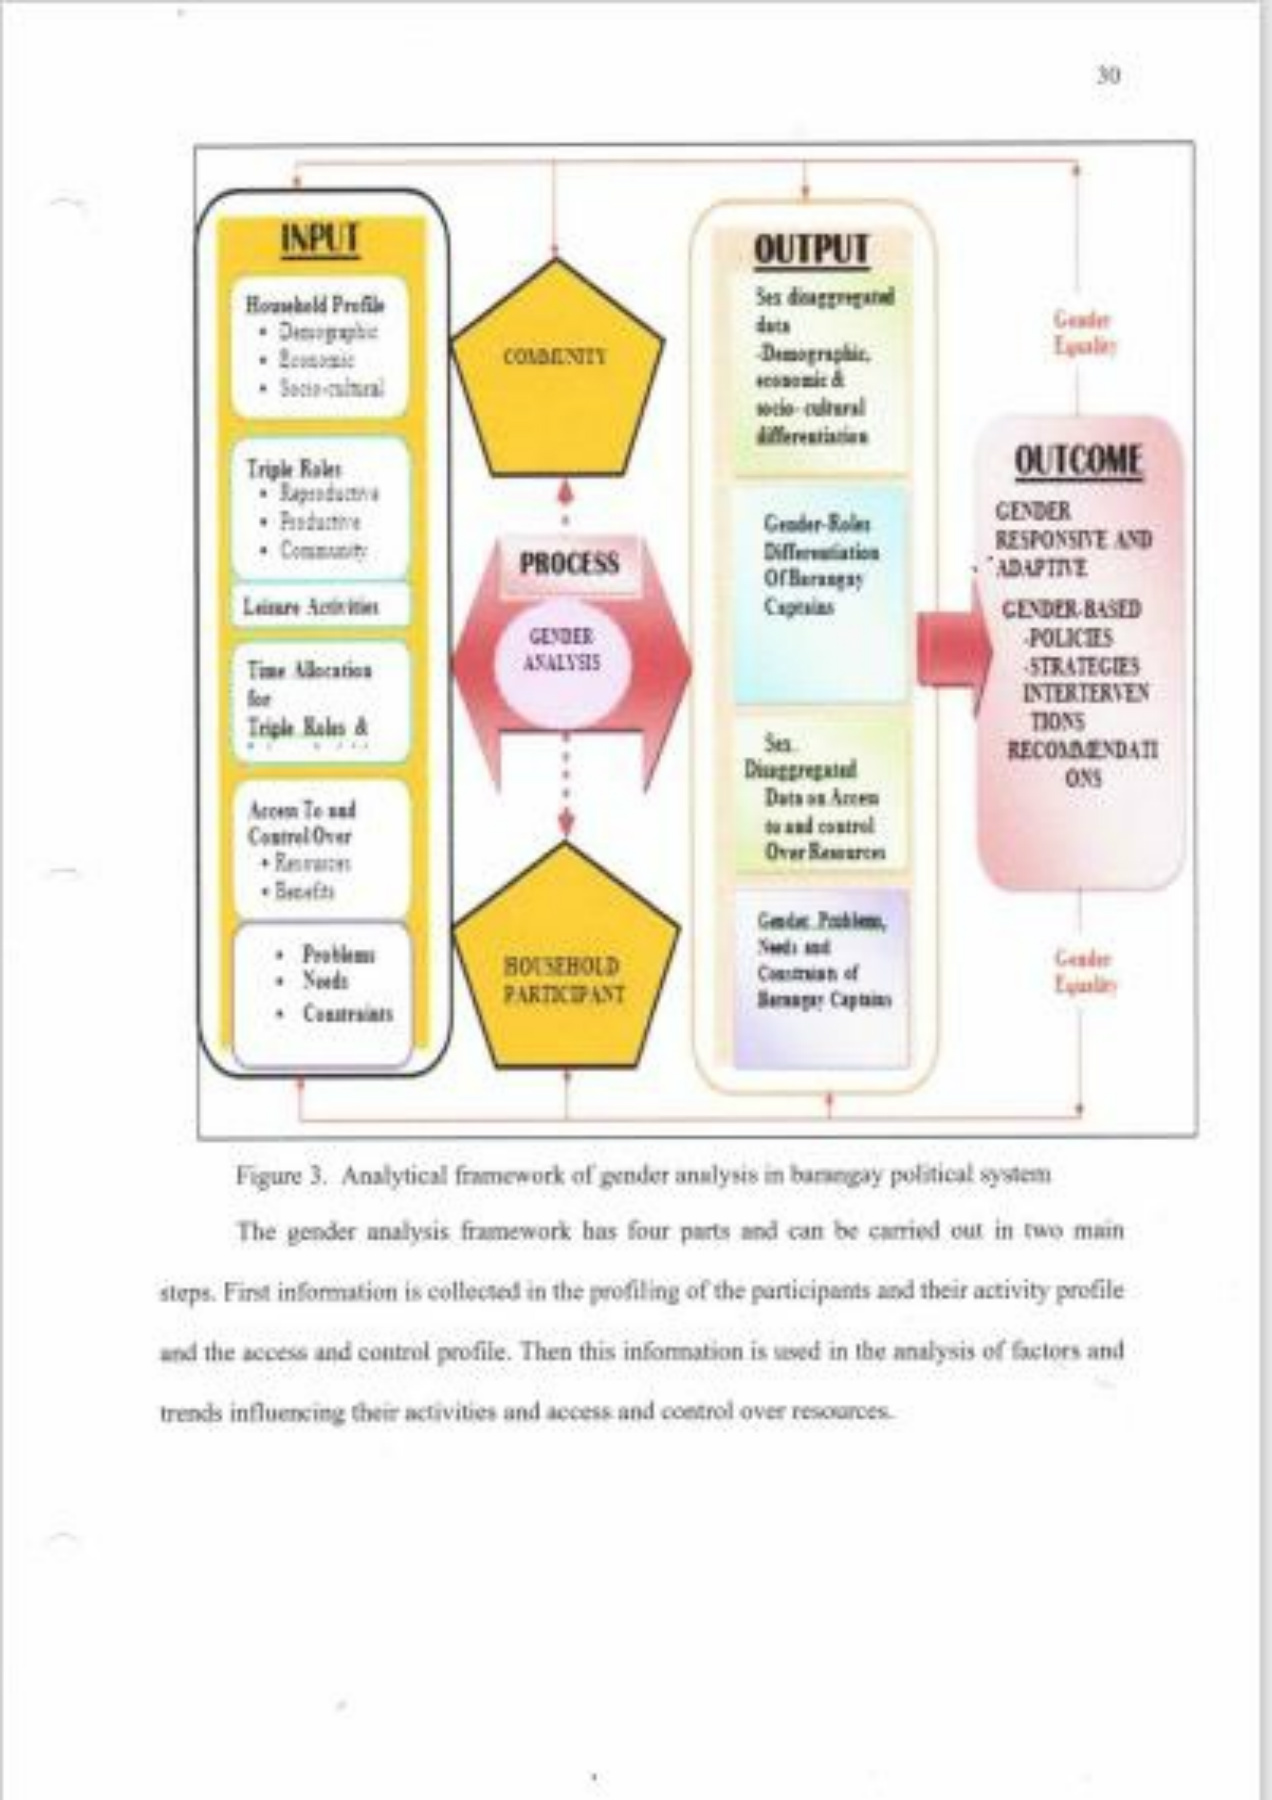 30
INPUT
Household Profile
• Demographic
• Economic
• Socio-cultural
Triple Roles
• Reproductive
• Productive
• Community
Leisure Activities
Time Allocation
for
Triple Roles &
Access To and
Control Over
• Resources
• Benefits
• Problems
• Needs
• Constraints
COMMUNITY
PROCESS
GENDER
ANALYSIS
HOUSEHOLD
PARTICIPANT
OUTPUT
Sex disaggregated
data
-Demographic,
economic &
socio- cultural
differentiation
Gender-Roles
Differentiation
Of Barangay
Captains
Sex
Disaggregated
Data on Access
to and control
Over Resources
Gender Problems,
Needs and
Constraints of
Barangay Captains
Gender
Equality
OUTCOME
GENDER
RESPONSIVE AND
ADAPTIVE
GENDER-BASED
-POLICIES
-STRATEGIES
INTERTERVEN
TIONS
RECOMMENDATI
ONS
Gender
Equality
Figure 3. Analytical framework of gender analysis in barangay political system
The gender analysis framework has four parts and can be carried out in two main
steps. First information is collected in the profiling of the participants and their activity profile
and the access and control profile. Then this information is used in the analysis of factors and
trends influencing their activities and access and control over resources.